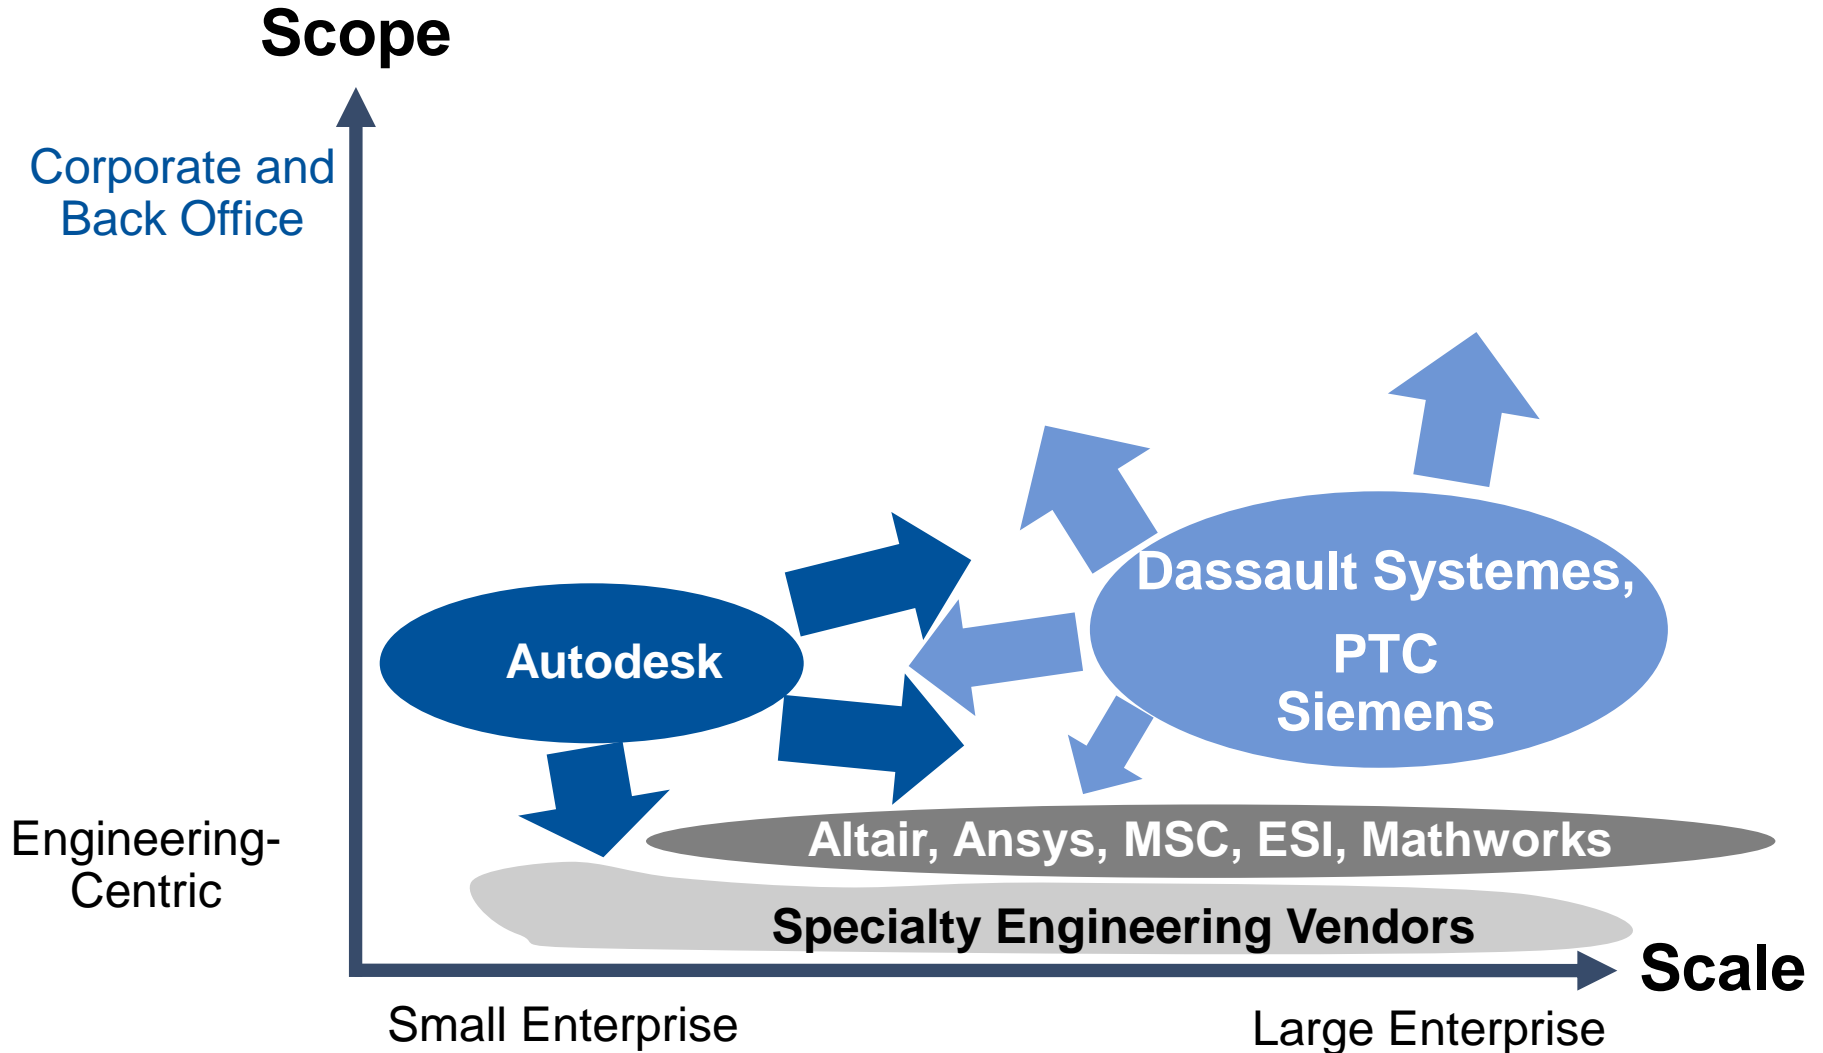 Scope
Corporate and
Back Office
Dassault Systemes,
PTC
Siemens
Autodesk
Engineering-
Centric
Altair, Ansys, MSC, ESI, Mathworks
Specialty Engineering Vendors
Scale
Small Enterprise
Large Enterprise